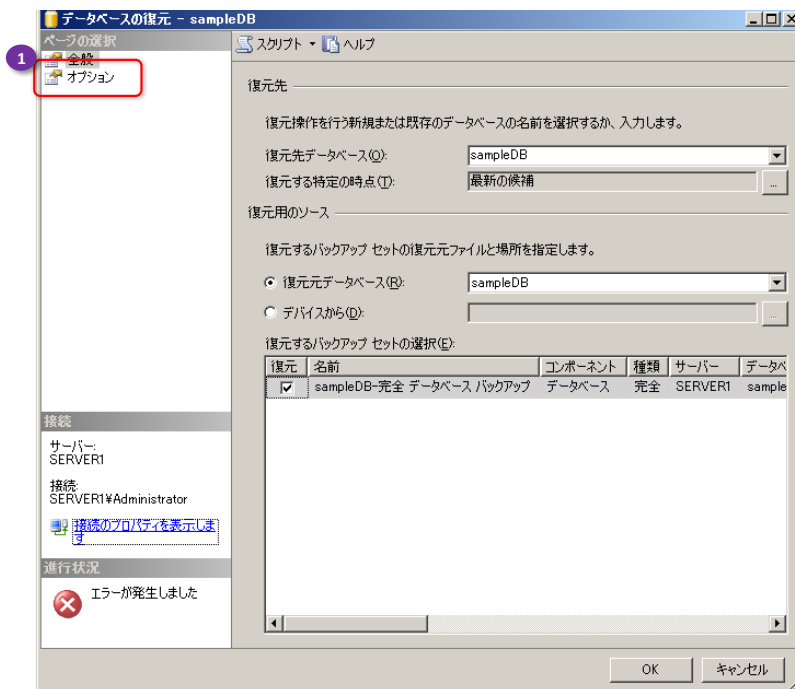 データベースの復元 - sampleDB
ページの選択
1
全般
オプション
スクリプト
ヘルプ
復元先
復元操作を行う新規または既存のデータベースの名前を選択するか、入力します。
復元先データベース(O):
sampleDB
復元する特定の時点(T):
最新の候補
...
復元用のソース
復元するバックアップ セットの復元元ファイルと場所を指定します。
復元元データベース(R):
sampleDB
デバイスから(D):
...
復元するバックアップ セットの選択(E):
復元 名前 コンポーネント 種類 サーバー データベ
sampleDB-完全 データベース バックアップ データベース 完全 SERVER1 sample
接続
サーバー:
SERVER1
接続:
SERVER1¥Administrator
接続のプロパティを表示しま
す
進行状況
エラーが発生しました
OK
キャンセル